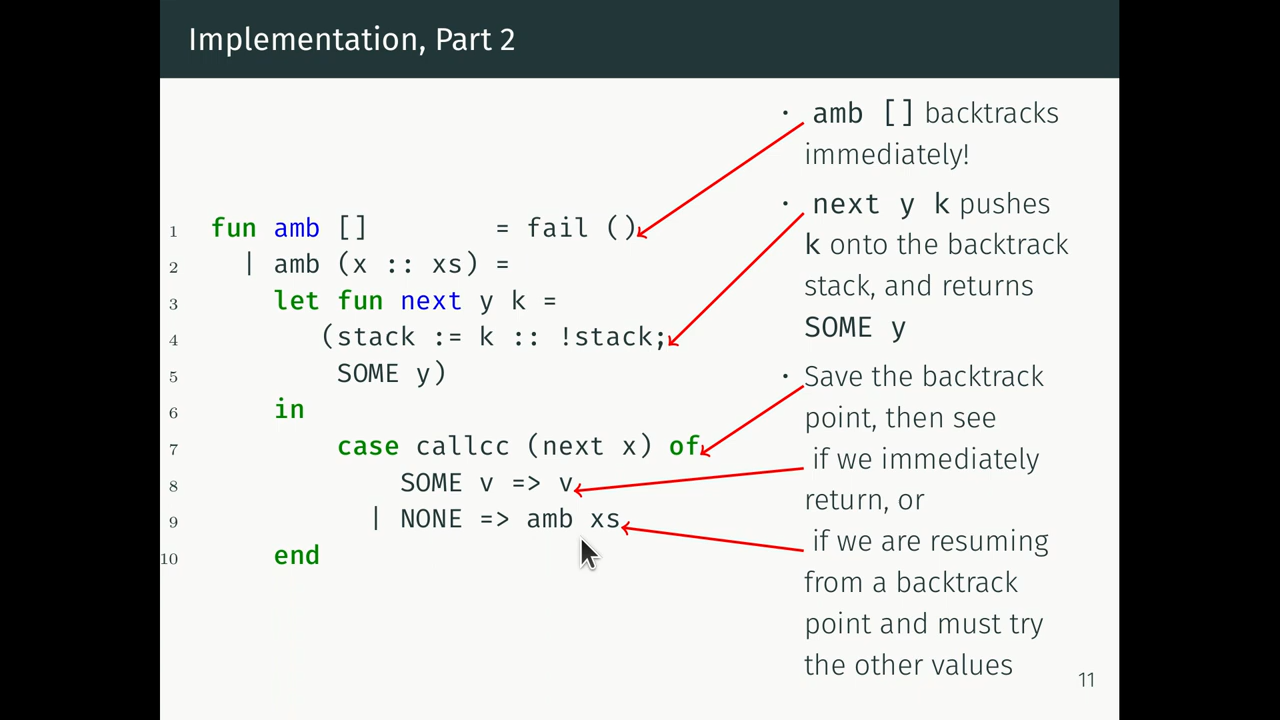 Implementation, Part 2
1 fun amb [] = fail ()
2 | amb (x :: xs) =
3 let fun next y k =
4 (stack := k :: !stack;
5 SOME y)
6 in
7 case callcc (next x) of
8 SOME v => v
9 | NONE => amb xs
10 end
• amb [] backtracks
immediately!
• next y k pushes
k onto the backtrack
stack, and returns
SOME y
• Save the backtrack
point, then see
if we immediately
return, or
if we are resuming
from a backtrack
point and must try
the other values
11